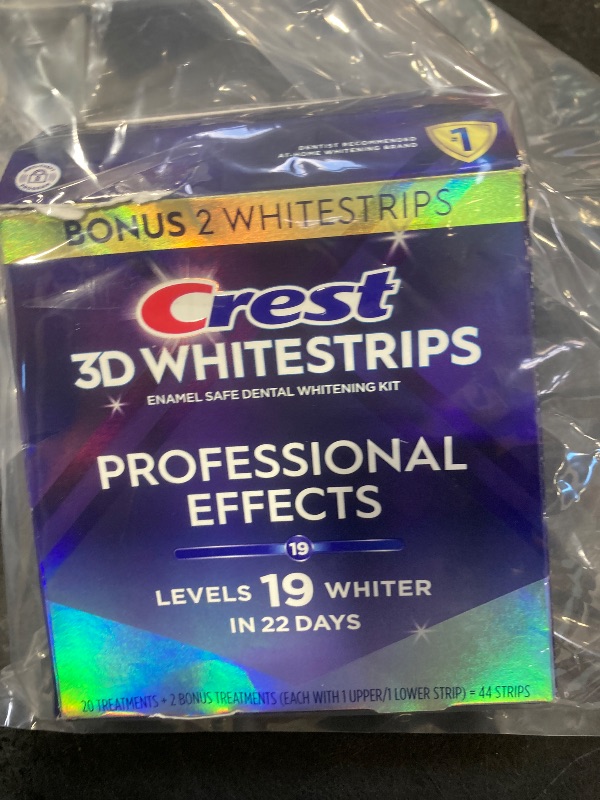 DENTIST RECOMMENDED
AT-HOME WHITENING BRAND
#1
BONUS 2 WHITESTRIPS
Crest
3D WHITESTRIPS
ENAMEL SAFE DENTAL WHITENING KIT
PROFESSIONAL
EFFECTS
19
LEVELS 19 WHITER
IN 22 DAYS
20 TREATMENTS + 2 BONUS TREATMENTS (EACH WITH 1 UPPER/1 LOWER STRIP) = 44 STRIPS